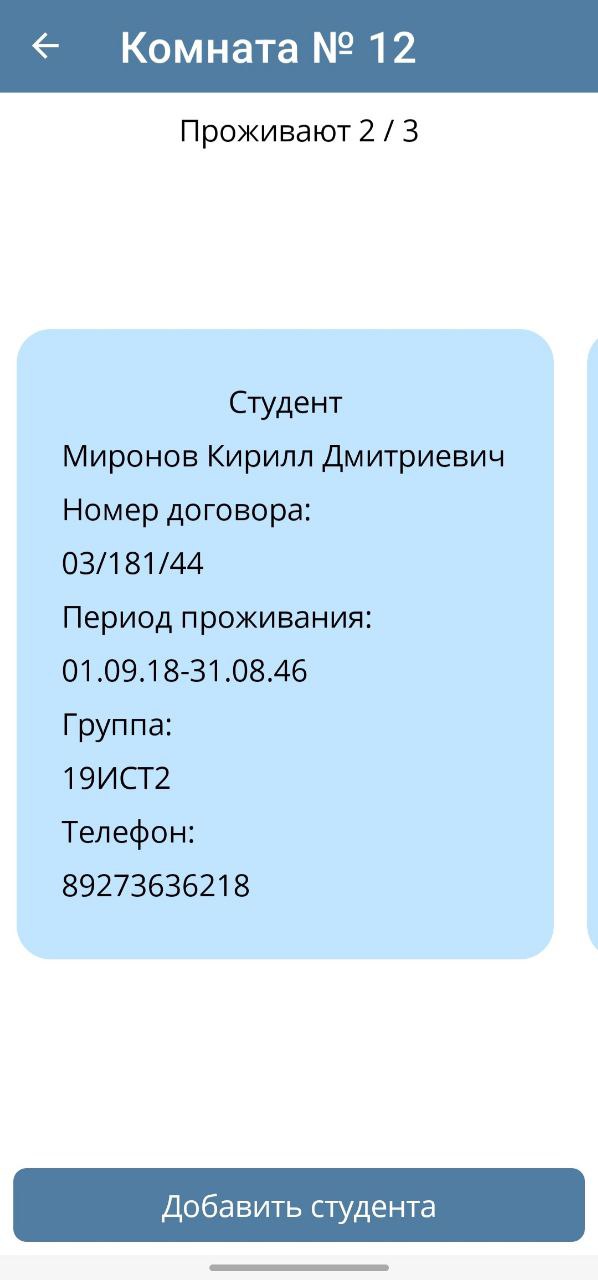 Комната № 12
Проживают 2 / 3
Студент
Миронов Кирилл Дмитриевич
Номер договора:
03/181/44
Период проживания:
01.09.18-31.08.46
Группа:
19ИСТ2
Телефон:
89273636218
Добавить студента